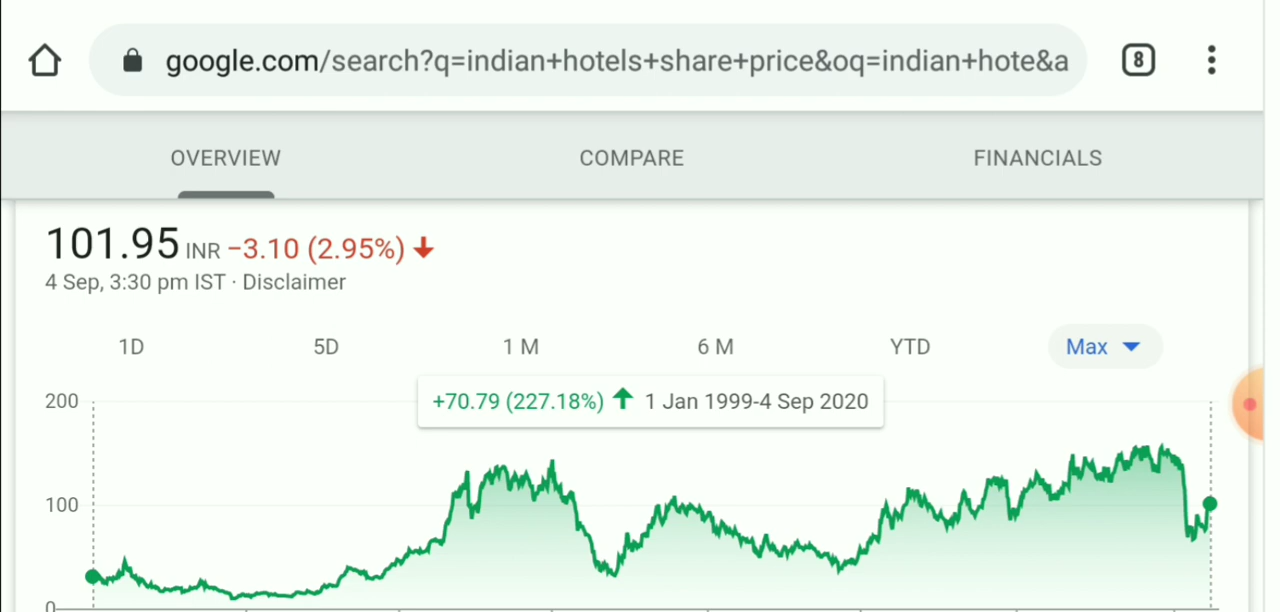 google.com/search?q=indian+hotels+share+price&oq=indian+hote&a
8
OVERVIEW COMPARE FINANCIALS
101.95 INR −3.10 (2.95%)
4 Sep, 3:30 pm IST · Disclaimer
1D 5D 1 M 6 M YTD Max
+70.79 (227.18%) 1 Jan 1999-4 Sep 2020
200
100
0